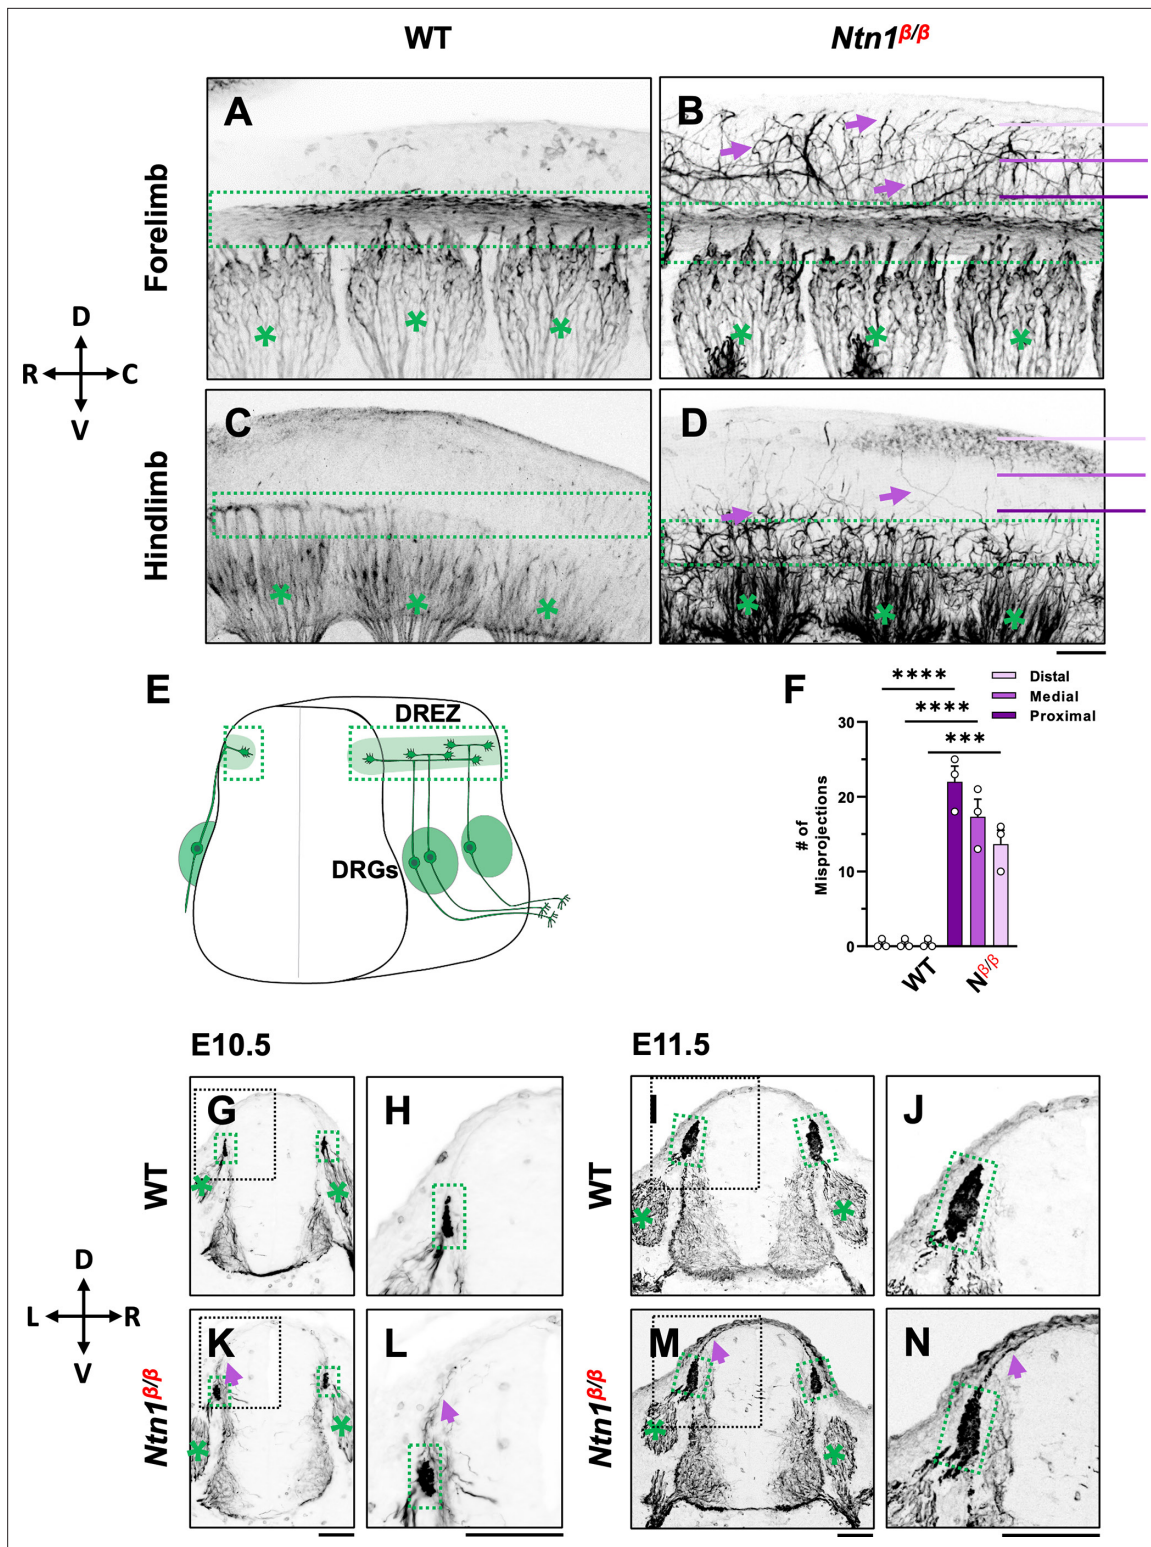 WT
Ntn1β/β
Forelimb
A
B
D
R
C
V
Hindlimb
C
D
E
DREZ
DRGs
F
****
****
***
Distal
Medial
Proximal
# of
Misprojections
30
20
10
0
WT
Nβ/β
E10.5
E11.5
WT
G
H
WT
I
J
D
L
R
V
Ntn1β/β
K
L
Ntn1β/β
M
N